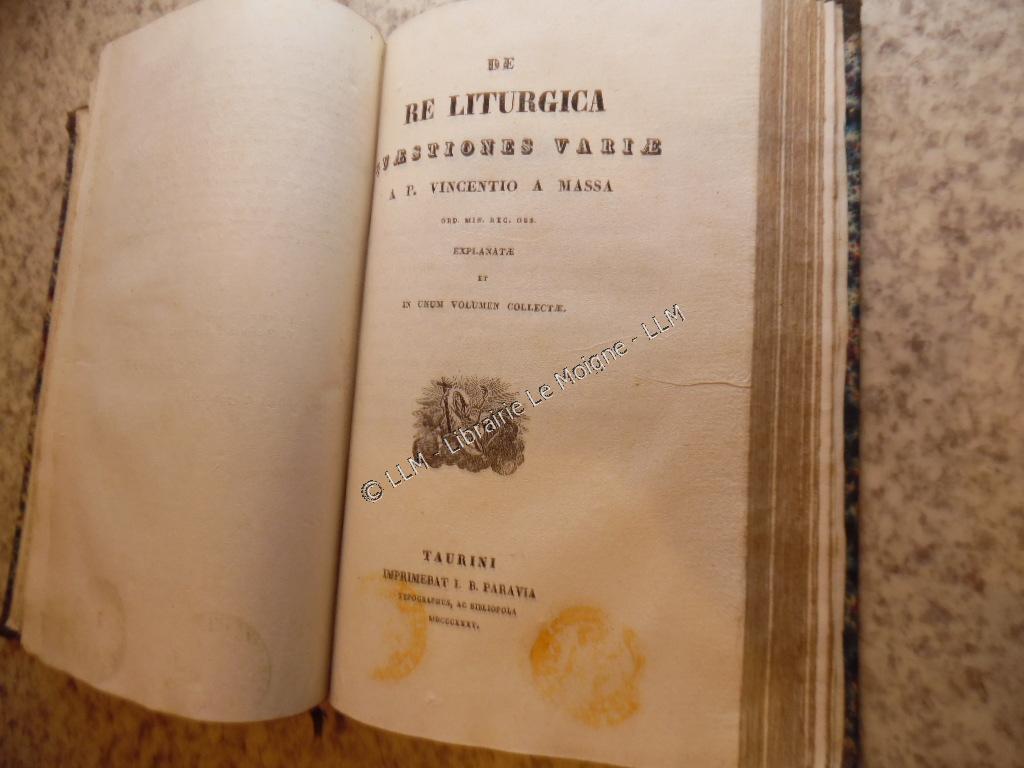 DE
RE LITURGICA
QUÆSTIONES VARIÆ
A P. VINCENTIO A MASSA
ORD. MIN. REC. OBS.
EXPLANATÆ
ET
IN UNUM VOLUMEN COLLECTÆ.
© LLM - Librairie Le Moigne - LLM
TAURINI
IMPRIMEBAT I. B. PARAVIA
TYPOGRAPHUS, AC BIBLIOPOLA
MDCCCXXXV.